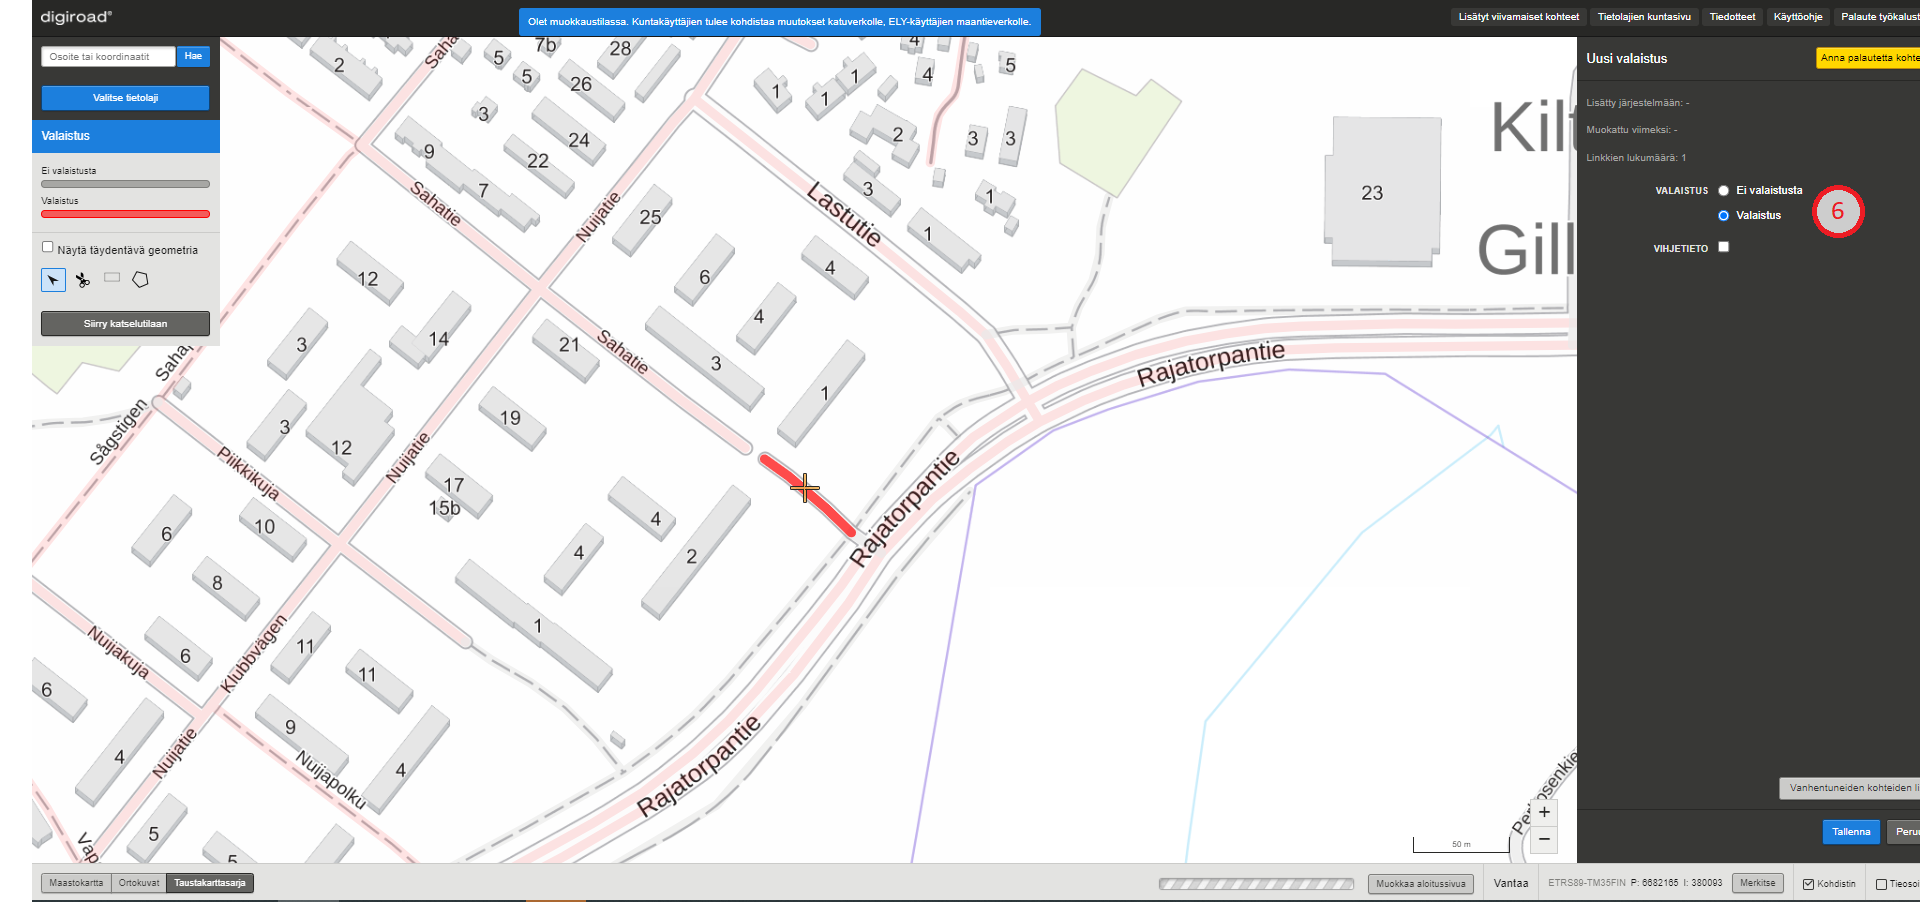 digiroad®
Olet muokkaustilassa. Kuntakäyttäjien tulee kohdistaa muutokset katuverkolle, ELY-käyttäjien maantieverkolle.
Lisätyt viivamaiset kohteet
Tietolajien kuntasivu
Tiedotteet
Käyttöohje
Palaute työkalust
Osoite tai koordinaatit
Hae
Valitse tietolaji
Valaistus
Ei valaistusta
Valaistus
Näytä täydentävä geometria
Siirry katselutilaan
Uusi valaistus
Anna palautetta kohte
Lisätty järjestelmään: -
Muokattu viimeksi: -
Linkkien lukumäärä: 1
VALAISTUS
Ei valaistusta
Valaistus
6
VIHJETIETO
Vanhentuneiden kohteiden li
Tallenna
Peru
Saha
2
5
7b
28
5
26
3
24
22
9
7
Sahatie
Nuijatie
25
1
1
1
4
4
5
2
3
3
3
1
1
Lastutie
23
Kilt
Gill
12
6
4
4
14
3
21
Sahatie
3
1
Rajatorpantie
Saha
Sågstigen
3
12
19
Nuijatie
Piikkikuja
17
15b
10
6
8
4
4
2
Rajatorpantie
1
Nuijakuja
6
Klubbvägen
11
11
6
9
4
Nuijatie
Nuijapolku
4
Rajatorpantie
5
5
Vap
+
−
50 m
Maastokartta
Ortokuvat
Taustakarttasarja
Muokkaa aloitussivua
Vantaa
ETRS89-TM35FIN P: 6682165 I: 380093
Merkitse
Kohdistin
Tieosoi